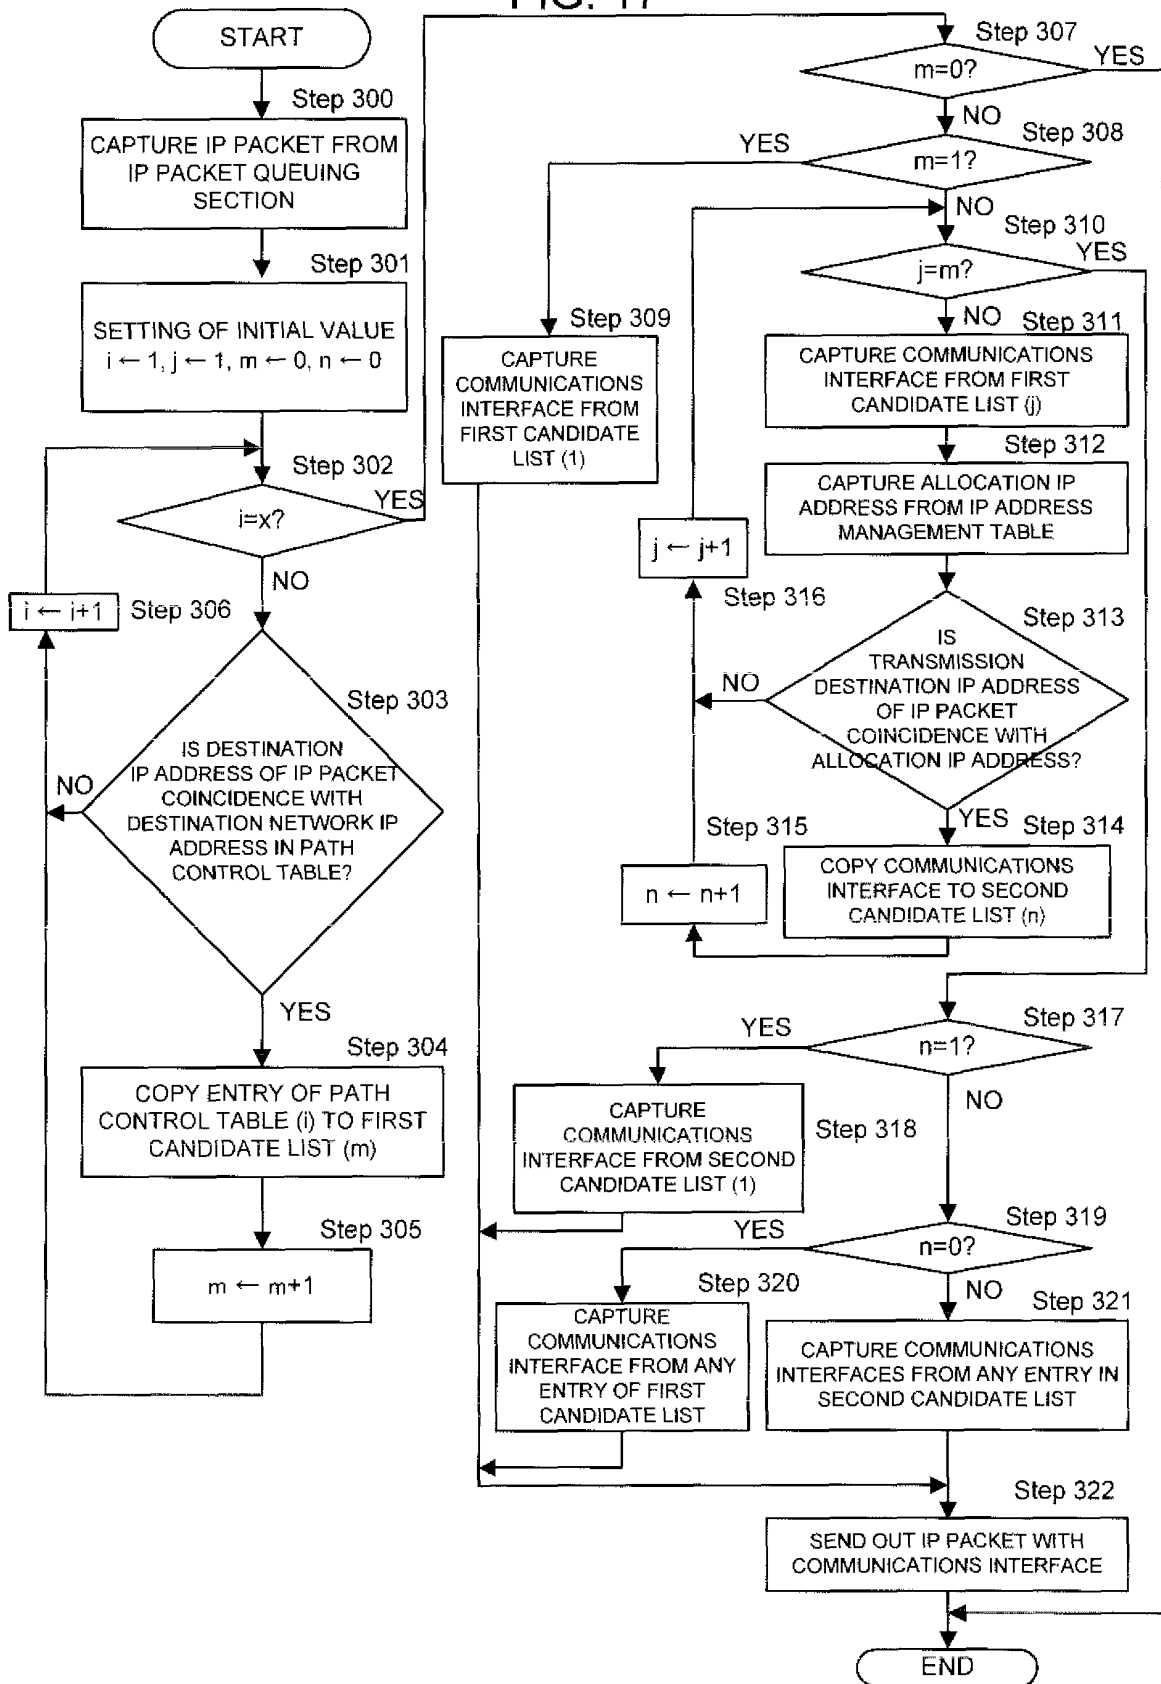 START
Step 300
CAPTURE IP PACKET FROM
IP PACKET QUEUING
SECTION
Step 301
SETTING OF INITIAL VALUE
i ← 1, j ← 1, m ← 0, n ← 0
Step 302
i=x?
YES
NO
i ← i+1
Step 306
Step 303
IS DESTINATION
IP ADDRESS OF IP PACKET
COINCIDENCE WITH
DESTINATION NETWORK IP
ADDRESS IN PATH
CONTROL TABLE?
NO
YES
Step 304
COPY ENTRY OF PATH
CONTROL TABLE (i) TO FIRST
CANDIDATE LIST (m)
Step 305
m ← m+1
Step 307
m=0?
YES
NO
Step 308
m=1?
YES
NO
Step 309
CAPTURE
COMMUNICATIONS
INTERFACE FROM
FIRST CANDIDATE
LIST (1)
Step 310
j=m?
YES
NO
Step 311
CAPTURE COMMUNICATIONS
INTERFACE FROM FIRST
CANDIDATE LIST (j)
Step 312
CAPTURE ALLOCATION IP
ADDRESS FROM IP ADDRESS
MANAGEMENT TABLE
j ← j+1
Step 316
Step 313
IS
TRANSMISSION
DESTINATION IP ADDRESS
OF IP PACKET
COINCIDENCE WITH
ALLOCATION IP ADDRESS?
NO
YES
Step 314
COPY COMMUNICATIONS
INTERFACE TO SECOND
CANDIDATE LIST (n)
Step 315
n ← n+1
Step 317
n=1?
YES
NO
CAPTURE
COMMUNICATIONS
INTERFACE FROM SECOND
CANDIDATE LIST (1)
Step 318
Step 319
n=0?
YES
NO
Step 320
CAPTURE
COMMUNICATIONS
INTERFACE FROM ANY
ENTRY OF FIRST
CANDIDATE LIST
Step 321
CAPTURE COMMUNICATIONS
INTERFACES FROM ANY ENTRY IN
SECOND CANDIDATE LIST
Step 322
SEND OUT IP PACKET WITH
COMMUNICATIONS INTERFACE
END